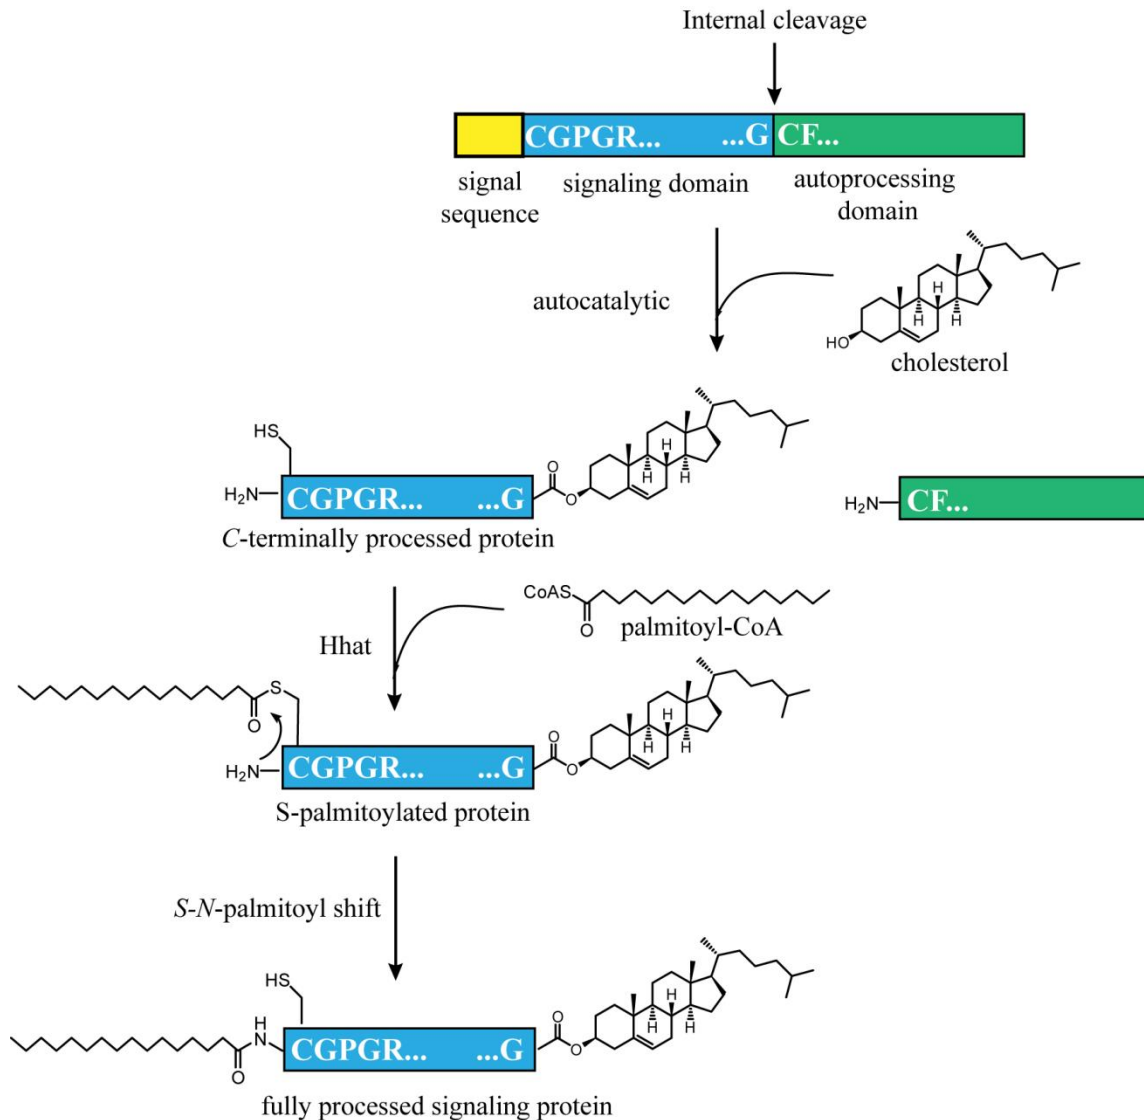 Internal cleavage
CGPGR... ...G CF...
signal
sequence
signaling domain
autoprocessing
domain
autocatalytic
HO
H
H
H
cholesterol
HS
H₂N
CGPGR... ...G
O
O
H
H
H
C-terminally processed protein
H₂N
CF...
CoAS
O
palmitoyl-CoA
Hhat
S
O
H₂N
CGPGR... ...G
O
O
H
H
H
S-palmitoylated protein
S-N-palmitoyl shift
HS
H
N
O
CGPGR... ...G
O
O
H
H
H
fully processed signaling protein